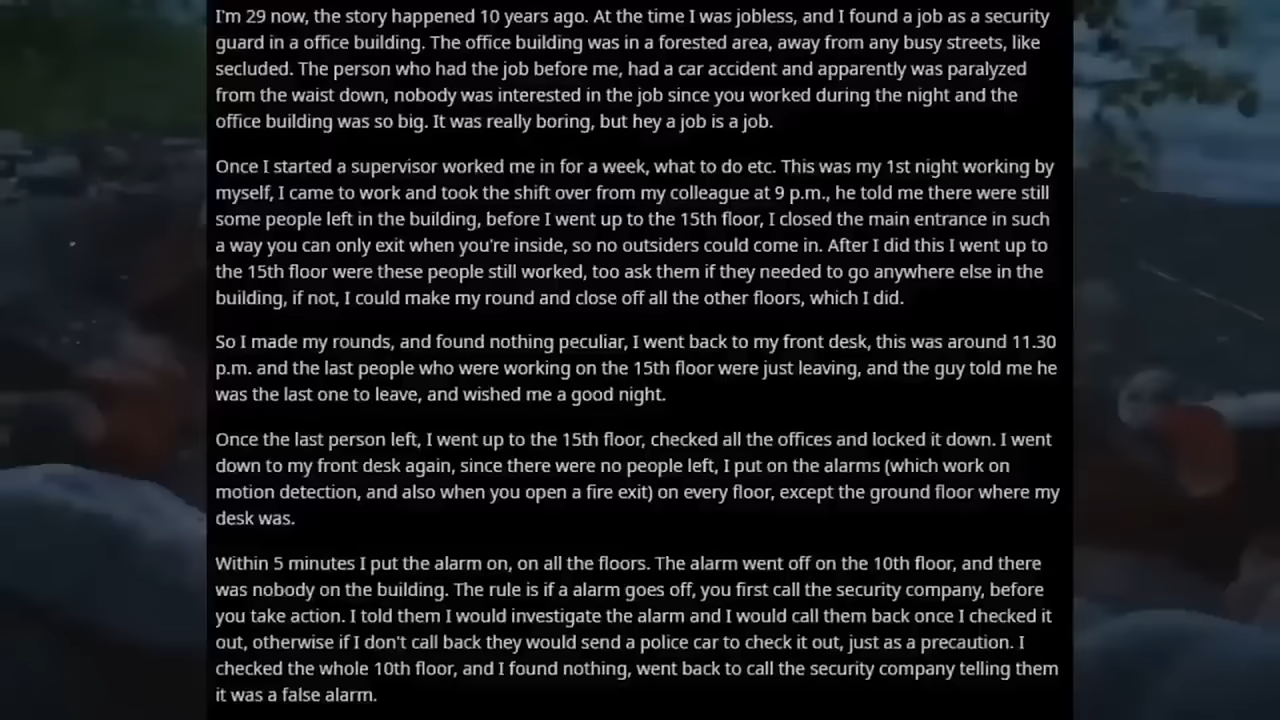 I'm 29 now, the story happened 10 years ago. At the time I was jobless, and I found a job as a security
guard in a office building. The office building was in a forested area, away from any busy streets, like
secluded. The person who had the job before me, had a car accident and apparently was paralyzed
from the waist down, nobody was interested in the job since you worked during the night and the
office building was so big. It was really boring, but hey a job is a job.
Once I started a supervisor worked me in for a week, what to do etc. This was my 1st night working by
myself, I came to work and took the shift over from my colleague at 9 p.m., he told me there were still
some people left in the building, before I went up to the 15th floor, I closed the main entrance in such
a way you can only exit when you're inside, so no outsiders could come in. After I did this I went up to
the 15th floor were these people still worked, too ask them if they needed to go anywhere else in the
building, if not, I could make my round and close off all the other floors, which I did.
So I made my rounds, and found nothing peculiar, I went back to my front desk, this was around 11.30
p.m. and the last people who were working on the 15th floor were just leaving, and the guy told me he
was the last one to leave, and wished me a good night.
Once the last person left, I went up to the 15th floor, checked all the offices and locked it down. I went
down to my front desk again, since there were no people left, I put on the alarms (which work on
motion detection, and also when you open a fire exit) on every floor, except the ground floor where my
desk was.
Within 5 minutes I put the alarm on, on all the floors. The alarm went off on the 10th floor, and there
was nobody on the building. The rule is if a alarm goes off, you first call the security company, before
you take action. I told them I would investigate the alarm and I would call them back once I checked it
out, otherwise if I don't call back they would send a police car to check it out, just as a precaution. I
checked the whole 10th floor, and I found nothing, went back to call the security company telling them
it was a false alarm.